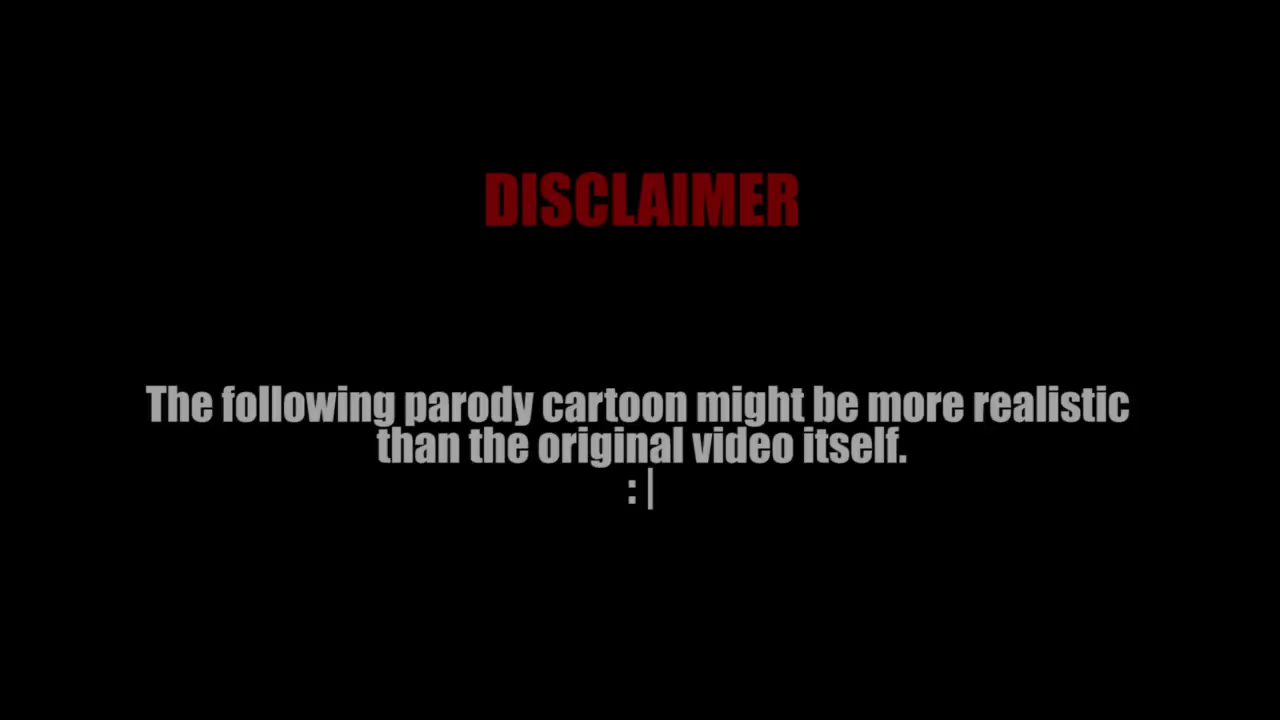 DISCLAIMER
The following parody cartoon might be more realistic
than the original video itself.
: |